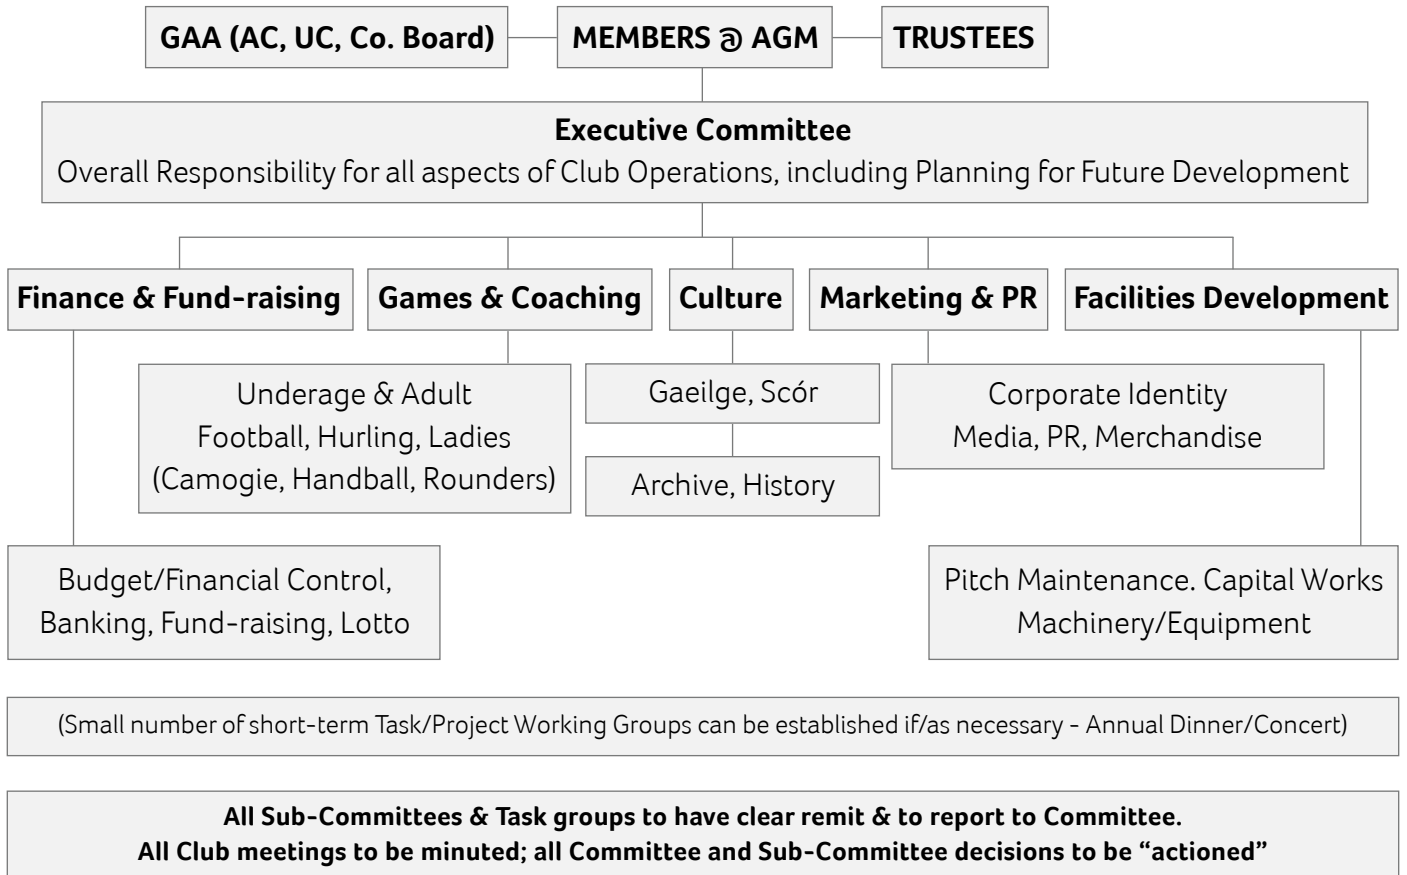 GAA (AC, UC, Co. Board)
MEMBERS @ AGM
TRUSTEES
Executive Committee
Overall Responsibility for all aspects of Club Operations, including Planning for Future Development
Finance & Fund-raising
Games & Coaching
Culture
Marketing & PR
Facilities Development
Underage & Adult
Football, Hurling, Ladies
(Camogie, Handball, Rounders)
Gaeilge, Scór
Archive, History
Corporate Identity
Media, PR, Merchandise
Budget/Financial Control,
Banking, Fund-raising, Lotto
Pitch Maintenance. Capital Works
Machinery/Equipment
(Small number of short-term Task/Project Working Groups can be established if/as necessary - Annual Dinner/Concert)
All Sub-Committees & Task groups to have clear remit & to report to Committee.
All Club meetings to be minuted; all Committee and Sub-Committee decisions to be “actioned”